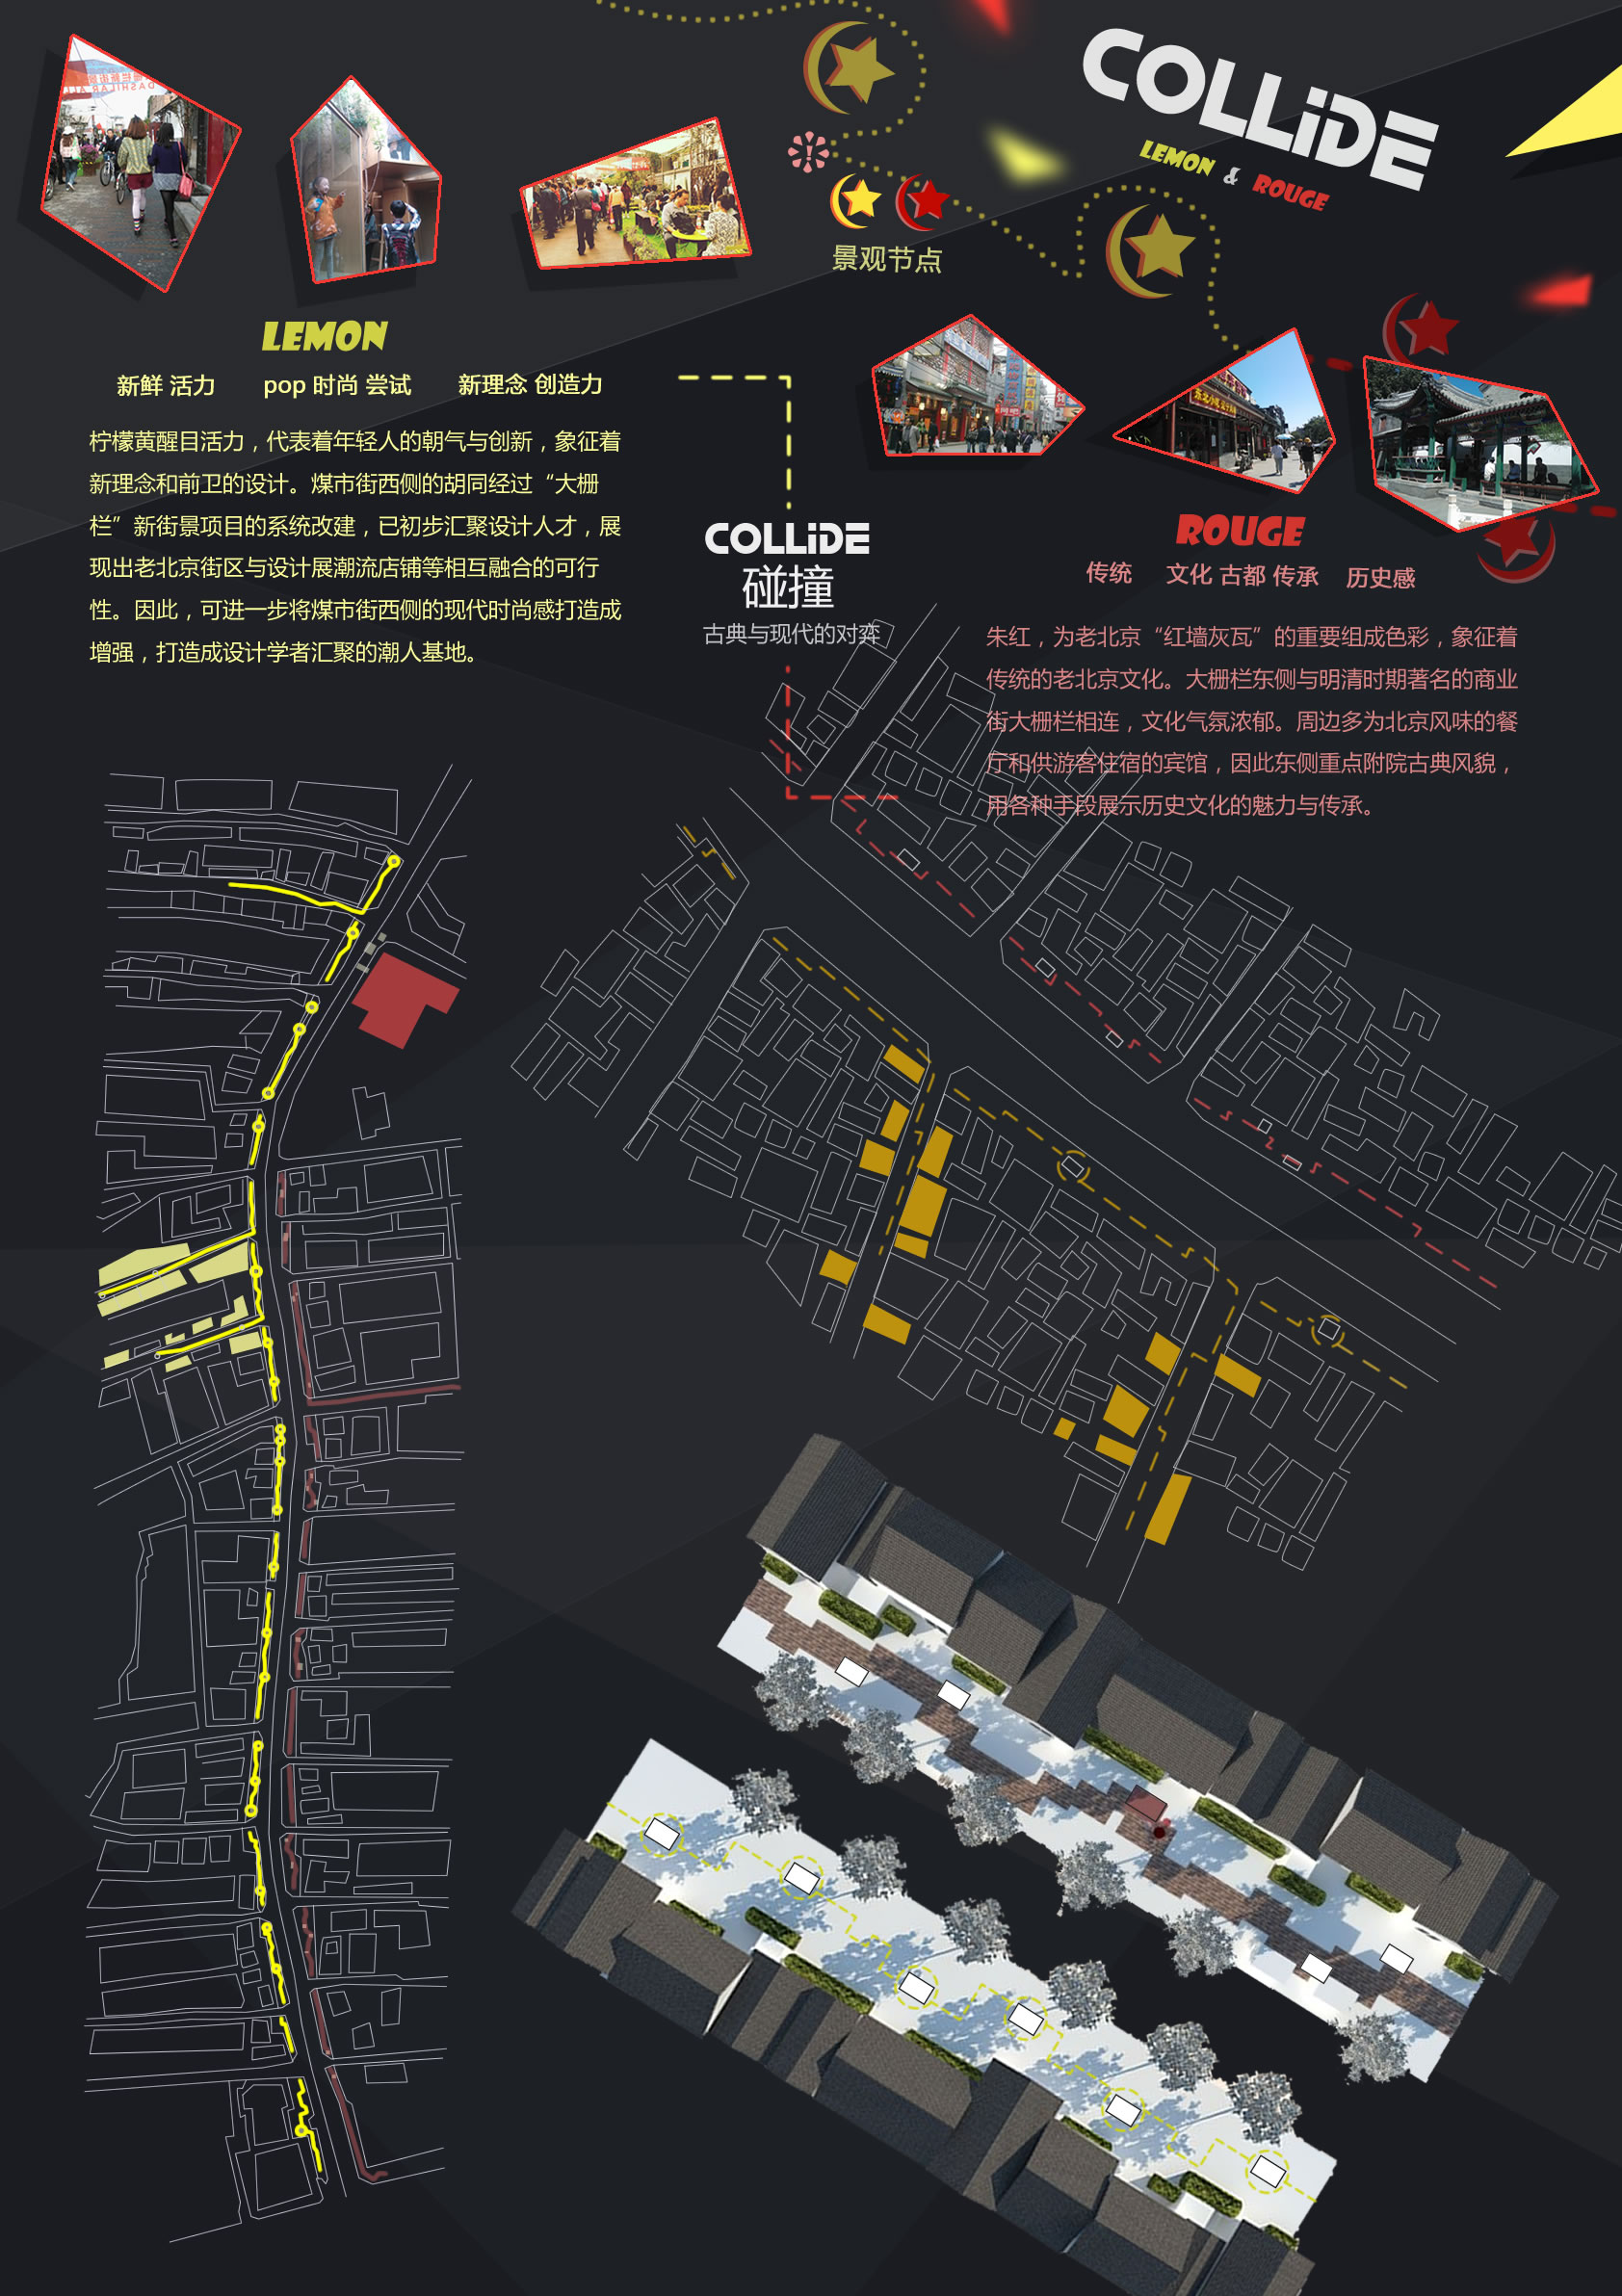 COLLiDE
LEMON & ROUGE
景观节点
LEMON
新鲜 活力 pop 时尚 尝试 新理念 创造力
柠檬黄醒目活力，代表着年轻人的朝气与创新，象征着
新理念和前卫的设计。煤市街西侧的胡同经过“大栅
栏”新街景项目的系统改建，已初步汇聚设计人才，展
现出老北京街区与设计展潮流店铺等相互融合的可行
性。因此，可进一步将煤市街西侧的现代时尚感打造成
增强，打造成设计学者汇聚的潮人基地。
COLLiDE
碰撞
古典与现代的对弈
ROUGE
传统 文化 古都 传承 历史感
朱红，为老北京“红墙灰瓦”的重要组成色彩，象征着
传统的老北京文化。大栅栏东侧与明清时期著名的商业
街大栅栏相连，文化气氛浓郁。周边多为北京风味的餐
厅和供游客住宿的宾馆，因此东侧重点附院古典风貌，
用各种手段展示历史文化的魅力与传承。